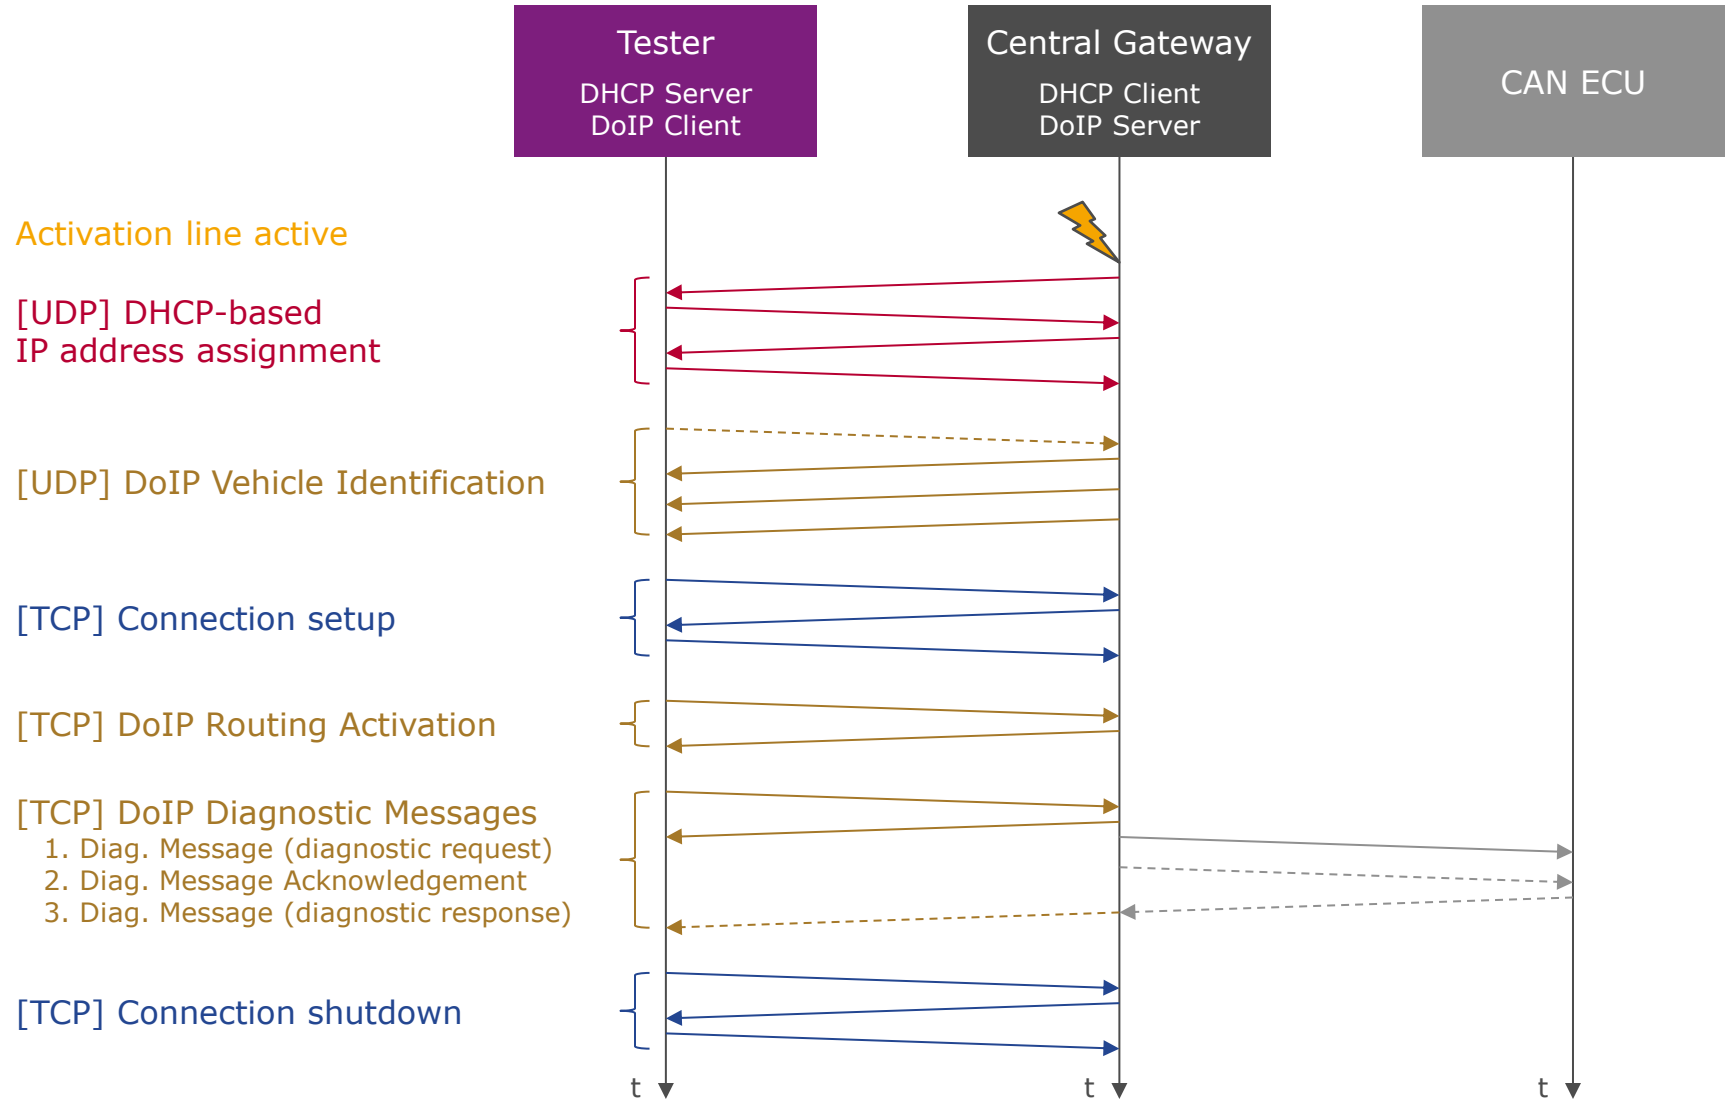 Tester
DHCP Server
DoIP Client
Central Gateway
DHCP Client
DoIP Server
CAN ECU
Activation line active
[UDP] DHCP-based
IP address assignment
[UDP] DoIP Vehicle Identification
[TCP] Connection setup
[TCP] DoIP Routing Activation
[TCP] DoIP Diagnostic Messages
1. Diag. Message (diagnostic request)
2. Diag. Message Acknowledgement
3. Diag. Message (diagnostic response)
[TCP] Connection shutdown
t
t
t